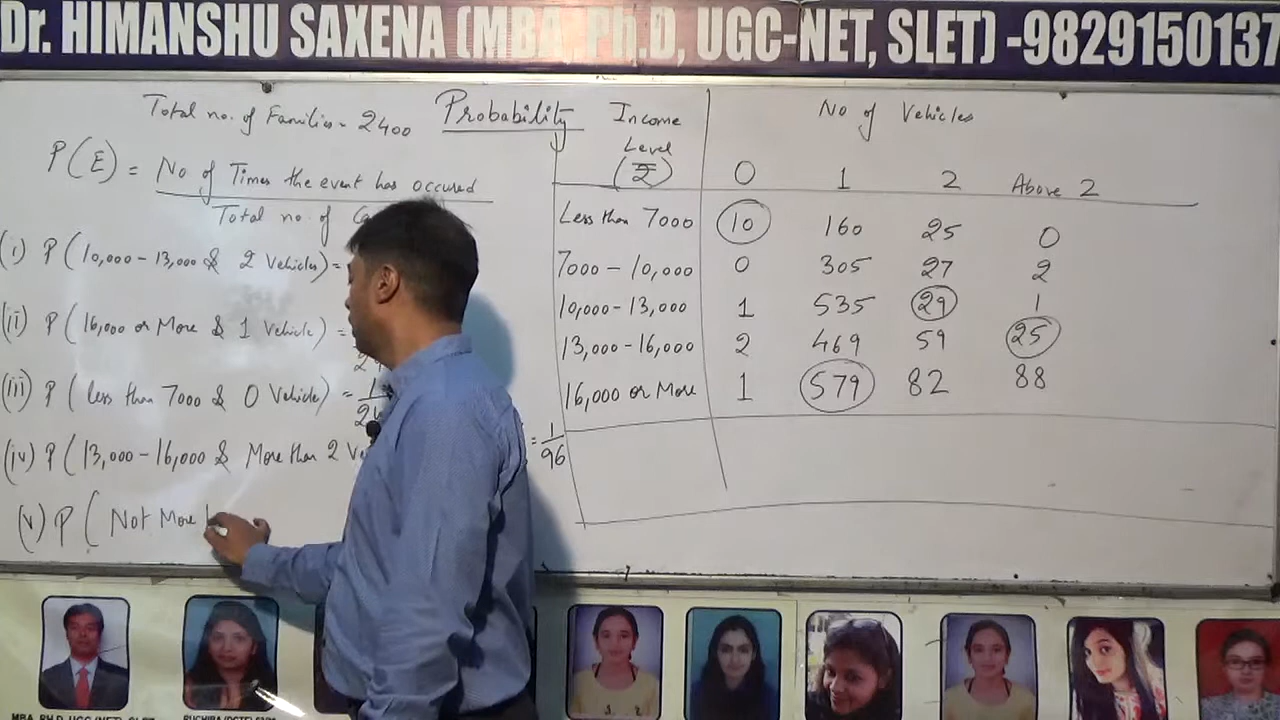 Dr. HIMANSHU SAXENA (MBA, Ph.D, UGC-NET, SLET) -9829150137
Total no. of Families = 2400
Probability
P(E) = No of Times the event has occured
Total no. of
(i) P(10,000-13,000 & 2 Vehicles) =
(ii) P(16,000 or More & 1 Vehicle) =
(iii) P(less than 7000 & 0 Vehicle) =
(iv) P(13,000-16,000 & More than 2 = 1/96
(v) P(Not More
Income Level (₹)
No of Vehicles
0 1 2 Above 2
Less than 7000 10 160 25 0
7000-10,000 0 305 27 2
10,000-13,000 1 535 29 1
13,000-16,000 2 469 59 25
16,000 or More 1 579 82 88